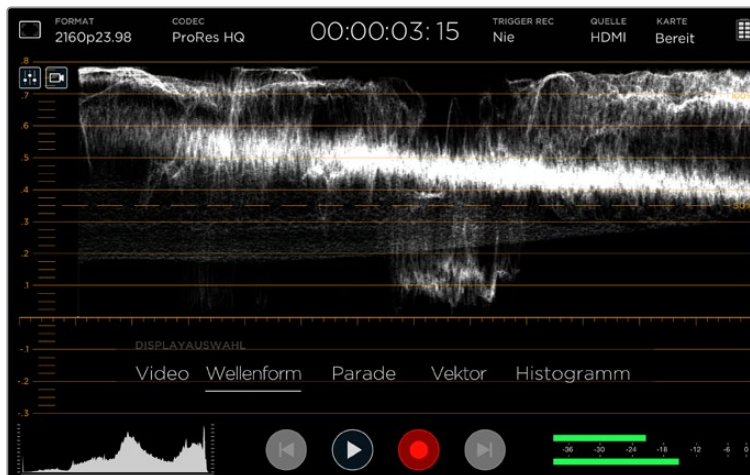 FORMAT CODEC 00:00:03:15 TRIGGER REC QUELLE KARTE
2160p23.98 ProRes HQ Nie HDMI Bereit
.8
.7
100%
.6
.5
.4
.3
.2
.1
-.1
DISPLAYAUSWAHL
Video Wellenform Parade Vektor Histogramm
-.2
-.3
-36 -30 -24 -18 -12 -6 -3 0